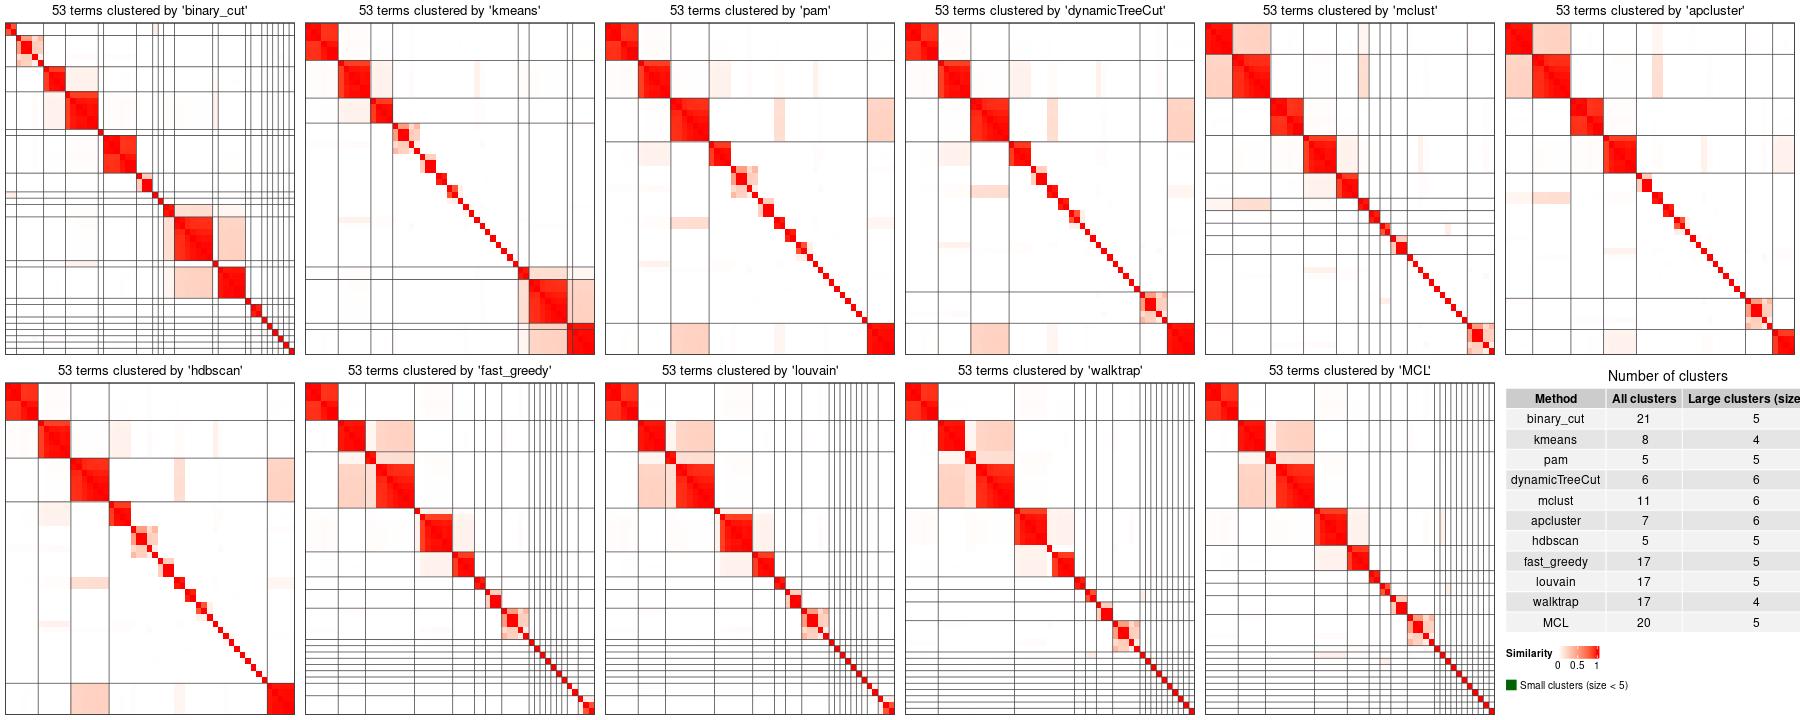 53 terms clustered by 'binary_cut'
53 terms clustered by 'kmeans'
53 terms clustered by 'pam'
53 terms clustered by 'dynamicTreeCut'
53 terms clustered by 'mclust'
53 terms clustered by 'apcluster'
53 terms clustered by 'hdbscan'
53 terms clustered by 'fast_greedy'
53 terms clustered by 'louvain'
53 terms clustered by 'walktrap'
53 terms clustered by 'MCL'
Number of clusters
Method All clusters Large clusters (size
binary_cut 21 5
kmeans 8 4
pam 5 5
dynamicTreeCut 6 6
mclust 11 6
apcluster 7 6
hdbscan 5 5
fast_greedy 17 5
louvain 17 5
walktrap 17 4
MCL 20 5
Similarity
0 0.5 1
Small clusters (size < 5)